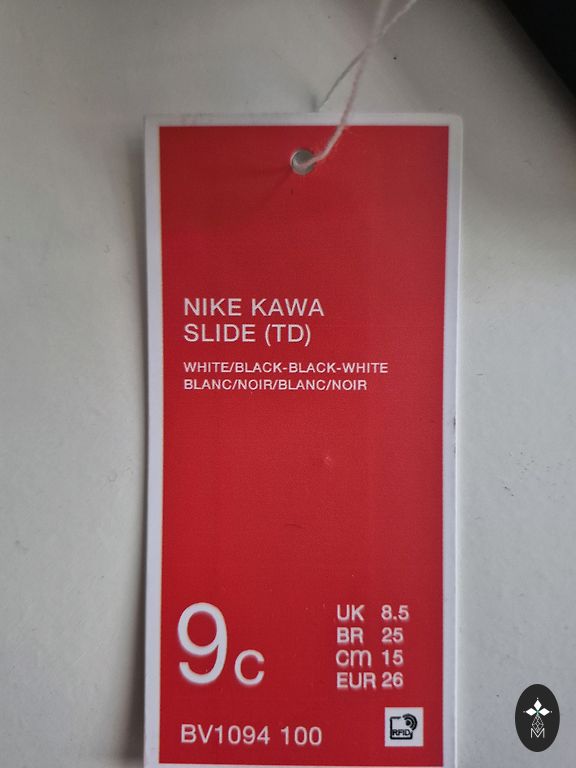 NIKE KAWA
SLIDE (TD)
WHITE/BLACK-BLACK-WHITE
BLANC/NOIR/BLANC/NOIR
9c
UK 8.5
BR 25
cm 15
EUR 26
BV1094 100
RFID
M